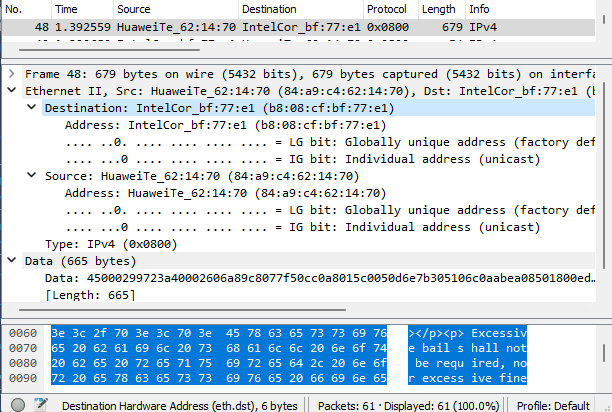 No. Time Source Destination Protocol Length Info
48 1.392559 HuaweiTe_62:14:70 IntelCor_bf:77:e1 0x0800 679 IPv4
Frame 48: 679 bytes on wire (5432 bits), 679 bytes captured (5432 bits) on interfa
Ethernet II, Src: HuaweiTe_62:14:70 (84:a9:c4:62:14:70), Dst: IntelCor_bf:77:e1 (b
Destination: IntelCor_bf:77:e1 (b8:08:cf:bf:77:e1)
Address: IntelCor_bf:77:e1 (b8:08:cf:bf:77:e1)
.... ..0. .... .... .... .... = LG bit: Globally unique address (factory def
.... ...0 .... .... .... .... = IG bit: Individual address (unicast)
Source: HuaweiTe_62:14:70 (84:a9:c4:62:14:70)
Address: HuaweiTe_62:14:70 (84:a9:c4:62:14:70)
.... ..0. .... .... .... .... = LG bit: Globally unique address (factory def
.... ...0 .... .... .... .... = IG bit: Individual address (unicast)
Type: IPv4 (0x0800)
Data (665 bytes)
Data: 45000299723a40002606a89c8077f50cc0a8015c0050d6e7b305106c0aabea08501800ed…
[Length: 665]
0060 3e 3c 2f 70 3e 3c 70 3e 45 78 63 65 73 73 69 76 ></p><p> Excessiv
0070 65 20 62 61 69 6c 20 73 68 61 6c 6c 20 6e 6f 74 e bail s hall not
0080 20 62 65 20 72 65 71 75 69 72 65 64 2c 20 6e 6f be requ ired, no
0090 72 20 65 78 63 65 73 73 69 76 65 20 66 69 6e 65 r excess ive fine
Destination Hardware Address (eth.dst), 6 bytes Packets: 61 · Displayed: 61 (100.0%) Profile: Default